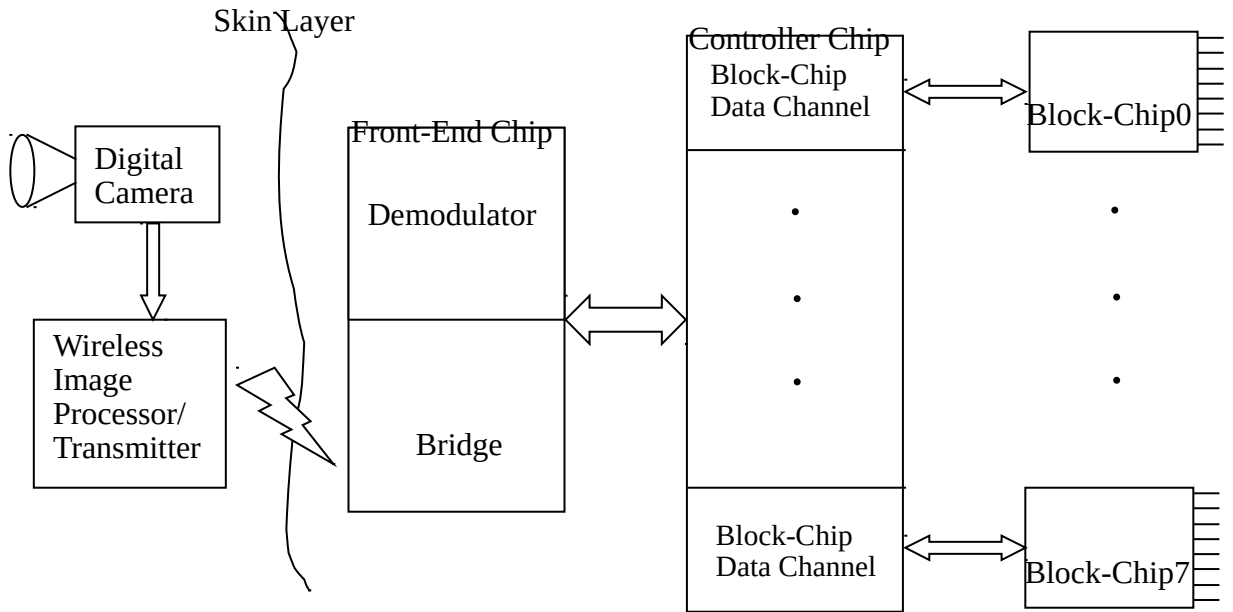 Skin Layer
Digital
Camera
Wireless
Image
Processor/
Transmitter
Front-End Chip
Demodulator
Bridge
Controller Chip
Block-Chip
Data Channel
Block-Chip
Data Channel
Block-Chip0
Block-Chip7